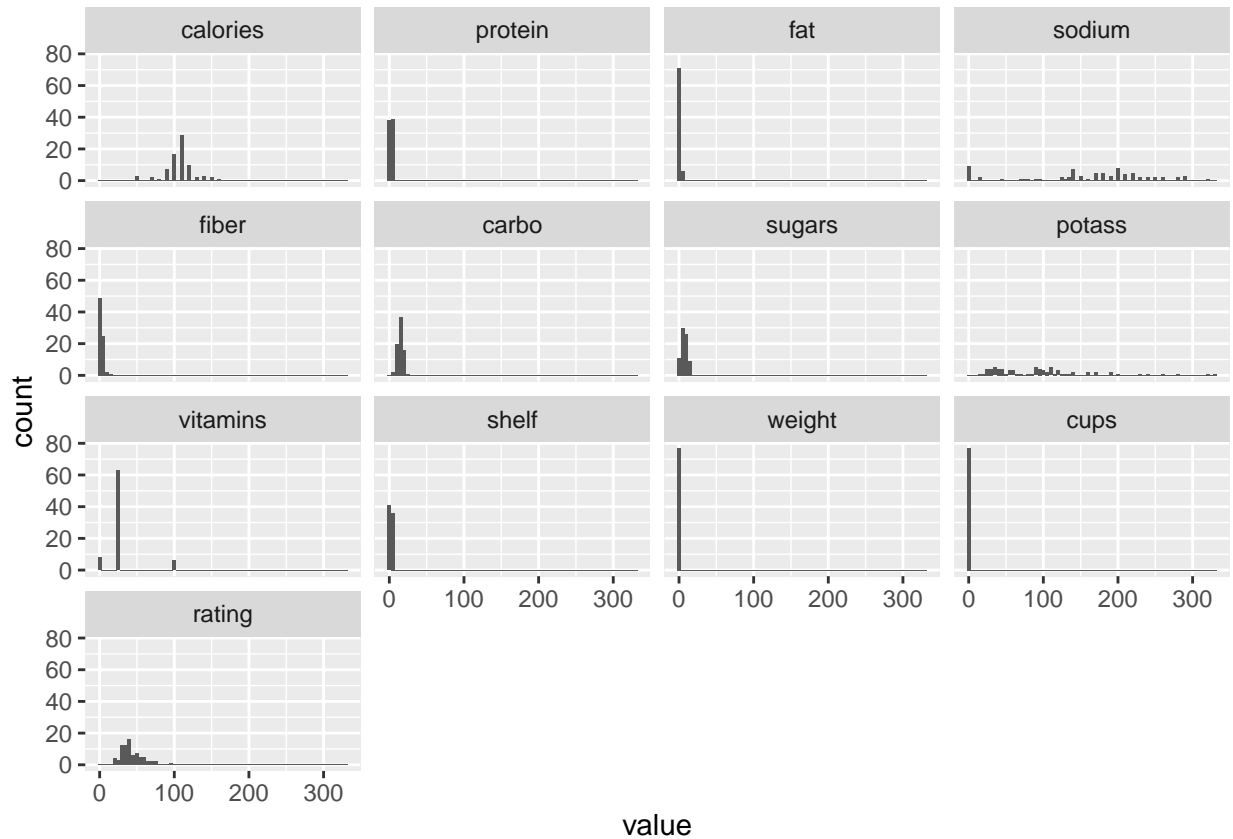 calories protein fat sodium
80
60
40
20
0
fiber carbo sugars potass
80
60
40
20
0
count
vitamins shelf weight cups
80
60
40
20
0
0 100 200 300 0 100 200 300 0 100 200 300
rating
80
60
40
20
0
0 100 200 300
value